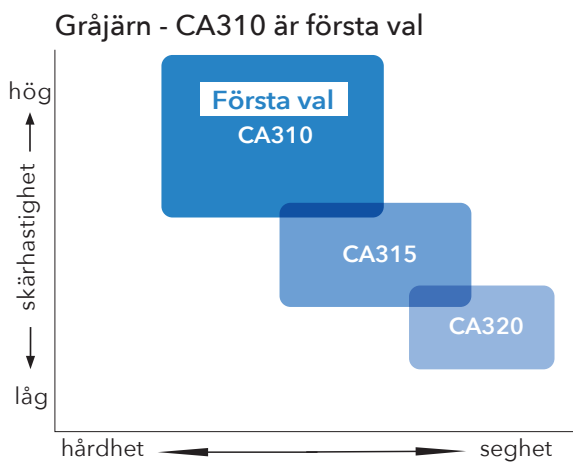 Gråjärn - CA310 är första val
hög
skärhastighet
låg
Första val
CA310
CA315
CA320
hårdhet
seghet